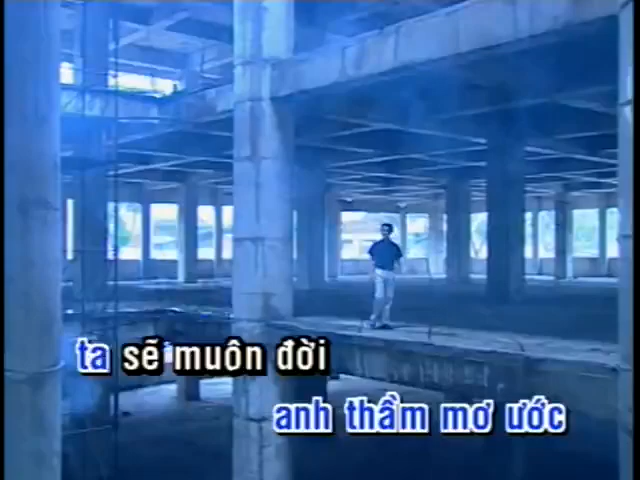 ta sẽ muôn đời
anh thầm mơ ước